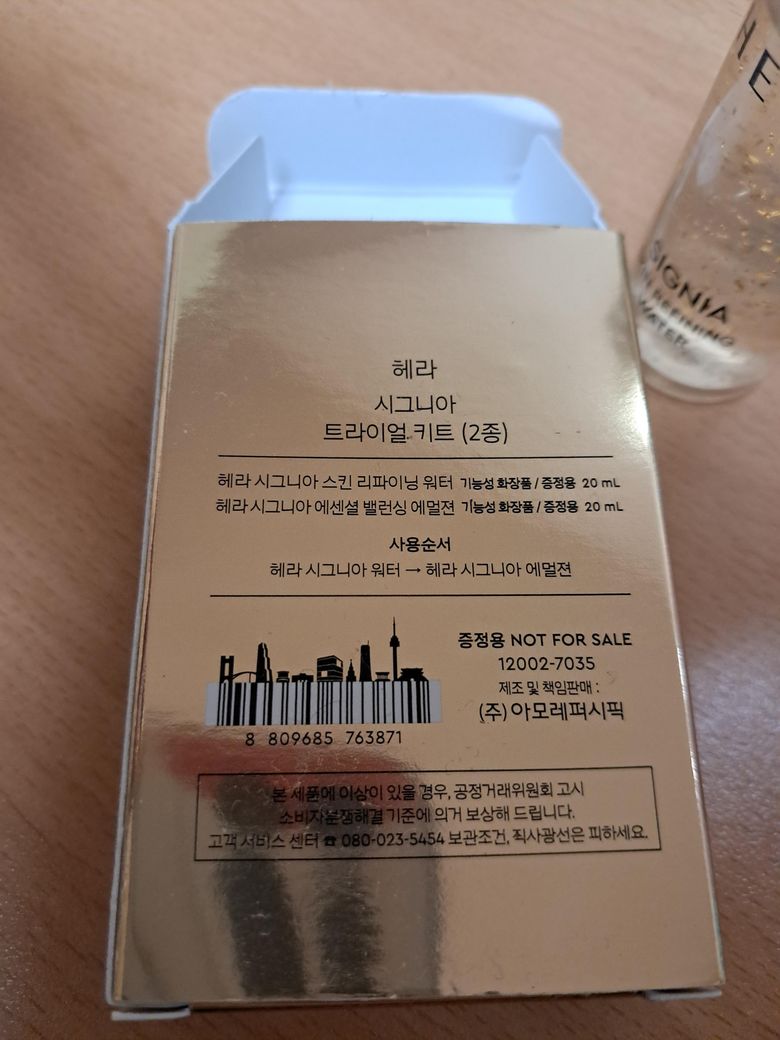 헤라
시그니아
트라이얼 키트 (2종)
헤라 시그니아 스킨 리파이닝 워터 기능성 화장품 / 증정용 20 mL
헤라 시그니아 에센셜 밸런싱 에멀젼 기능성 화장품 / 증정용 20 mL
사용순서
헤라 시그니아 워터 → 헤라 시그니아 에멀젼
증정용 NOT FOR SALE
12002-7035
제조 및 책임판매 :
(주) 아모레퍼시픽
8 809685 763871
본 제품에 이상이 있을 경우, 공정거래위원회 고시
소비자분쟁해결 기준에 의거 보상해 드립니다.
고객 서비스 센터 ☎ 080-023-5454 보관조건, 직사광선은 피하세요.
HE
SIGNIA
REFINING
WATER